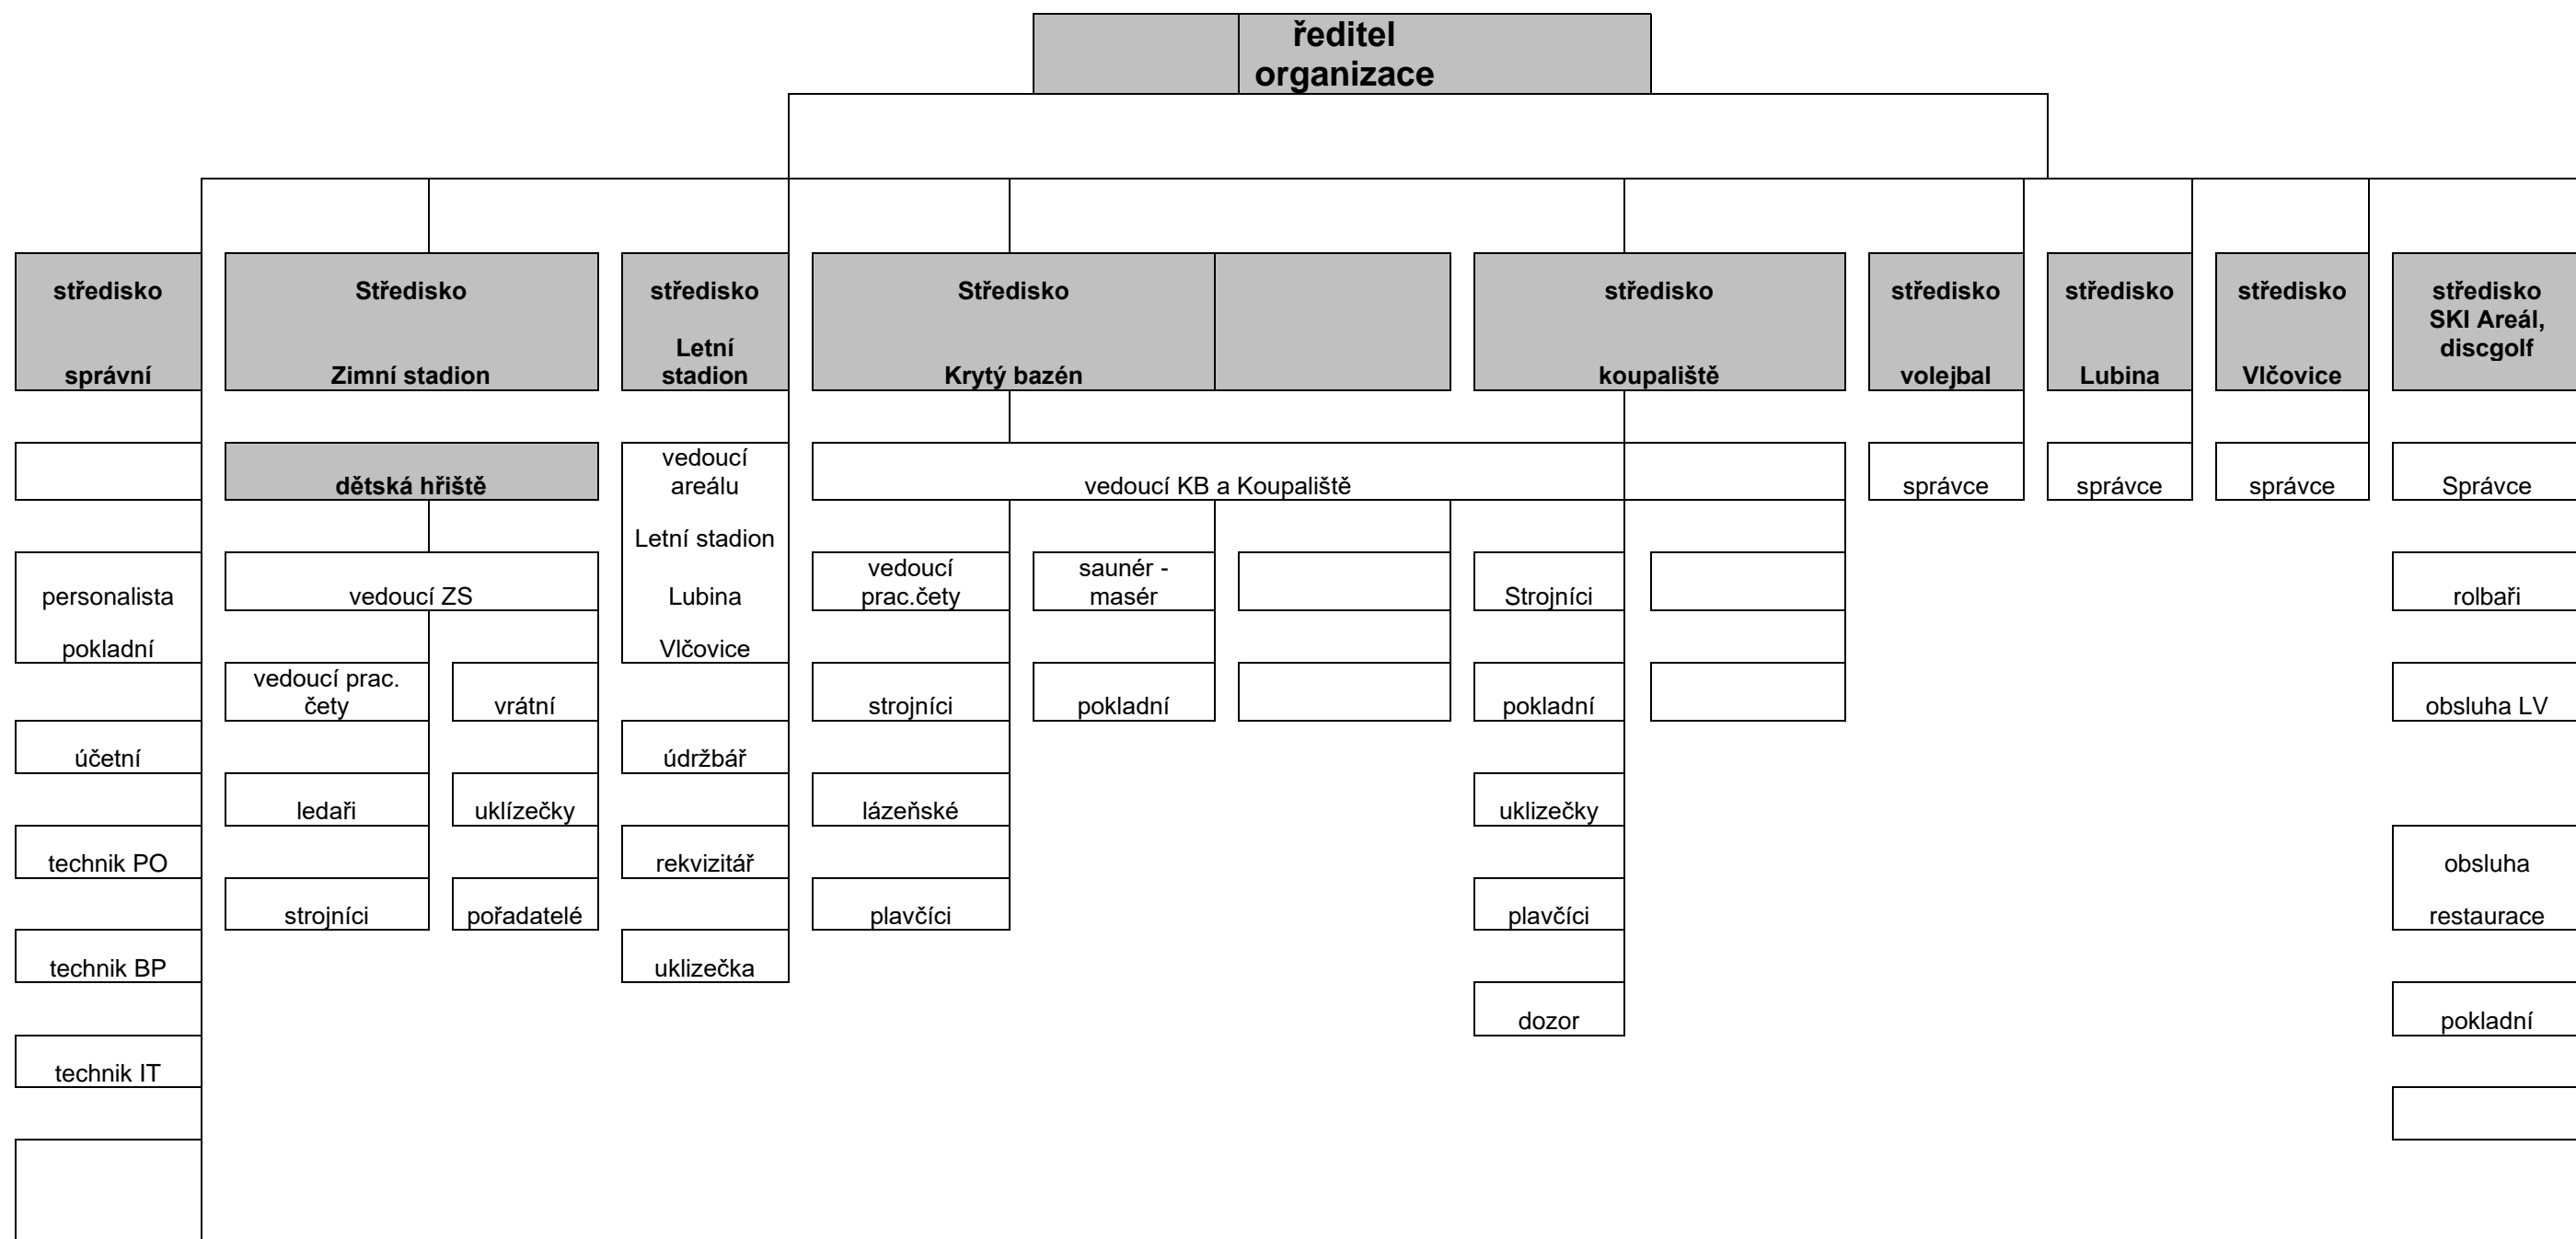 ředitel
organizace
středisko
správní
Středisko
Zimní stadion
středisko
Letní
stadion
Středisko
Krytý bazén
středisko
koupaliště
středisko
volejbal
středisko
Lubina
středisko
Vlčovice
středisko
SKI Areál,
discgolf
dětská hřiště
vedoucí
areálu
Letní stadion
Lubina
Vlčovice
vedoucí KB a Koupaliště
správce
správce
správce
Správce
personalista
pokladní
vedoucí ZS
vedoucí
prac.čety
saunér -
masér
Strojníci
rolbaři
vedoucí prac.
čety
vrátní
strojníci
pokladní
pokladní
obsluha LV
účetní
údržbář
ledaři
uklízečky
lázeňské
uklizečky
technik PO
rekvizitář
obsluha
restaurace
strojníci
pořadatelé
plavčíci
plavčíci
technik BP
uklizečka
dozor
pokladní
technik IT